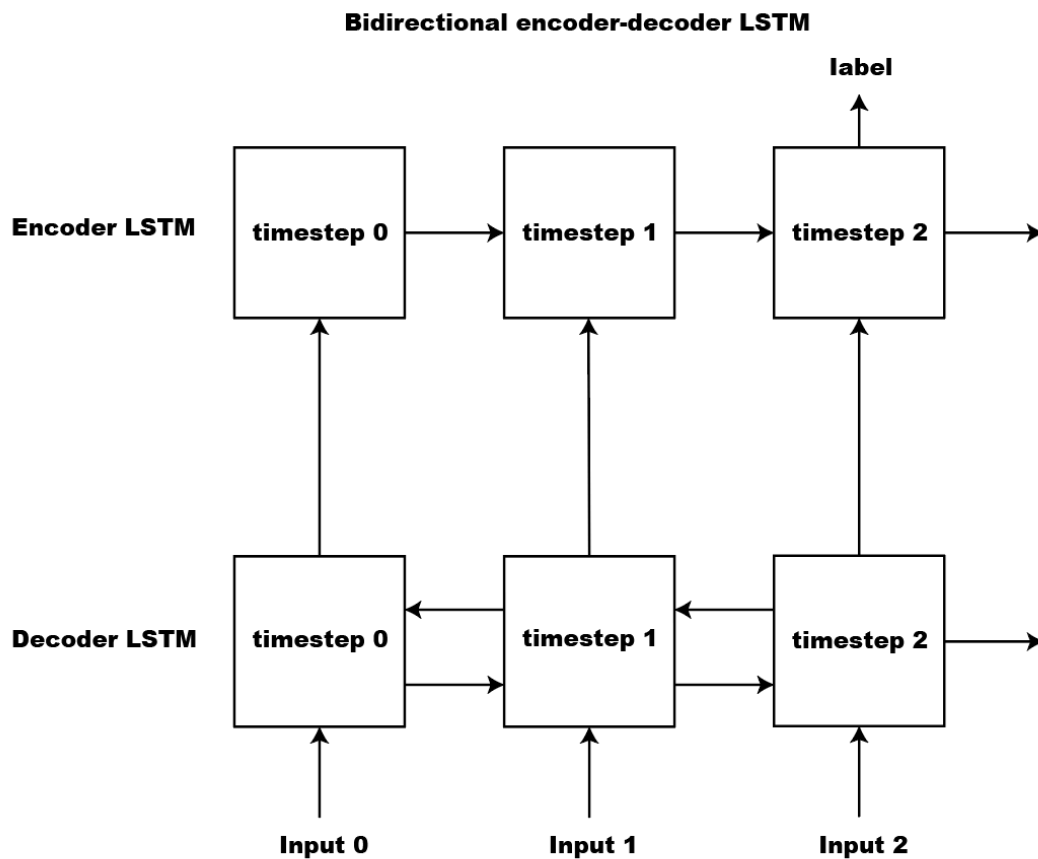 Bidirectional encoder-decoder LSTM
label
Encoder LSTM
timestep 0
timestep 1
timestep 2
Decoder LSTM
timestep 0
timestep 1
timestep 2
Input 0
Input 1
Input 2